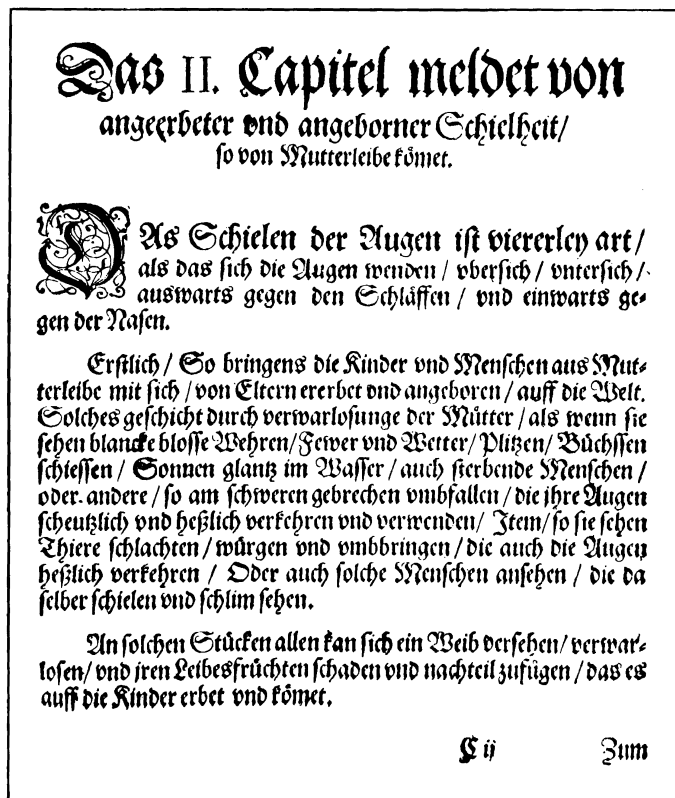 Das II. Capitel meldet von
angeerbeter vnd angeborner Schielheit/
so von Mutterleibe kömet.
DAs Schielen der Augen ist viererley art/
als das sich die Augen wenden / vbersich / vntersich /
auswarts gegen den Schläffen / vnd einwarts ge-
gen der Nasen.
Erstlich / So bringens die Kinder vnd Menschen aus Mut-
terleibe mit sich / von Eltern ererbet vnd angeboren / auff die Welt.
Solches geschicht durch verwarlosunge der Mütter / als wenn sie
sehen blancke blosse Wehren/ Fewer vnd Wetter/ Plitzen/ Büchssen
schiessen / Sonnen glantz im Wasser / auch sterbende Menschen /
oder andere / so am schweren gebrechen vmbfallen / die ihre Augen
scheutzlich vnd heßlich verkehren vnd verwenden/ Item/ so sie sehen
Thiere schlachten / würgen vnd vmbbringen / die auch die Augen
heßlich verkehren / Oder auch solche Menschen ansehen / die da
selber schielen vnd schlim sehen.
An solchen Stücken allen kan sich ein Weib versehen/ verwar-
losen/ vnd iren Leibesfrüchten schaden vnd nachteil zufügen / das es
auff die Kinder erbet vnd kömet.
C ij Zum